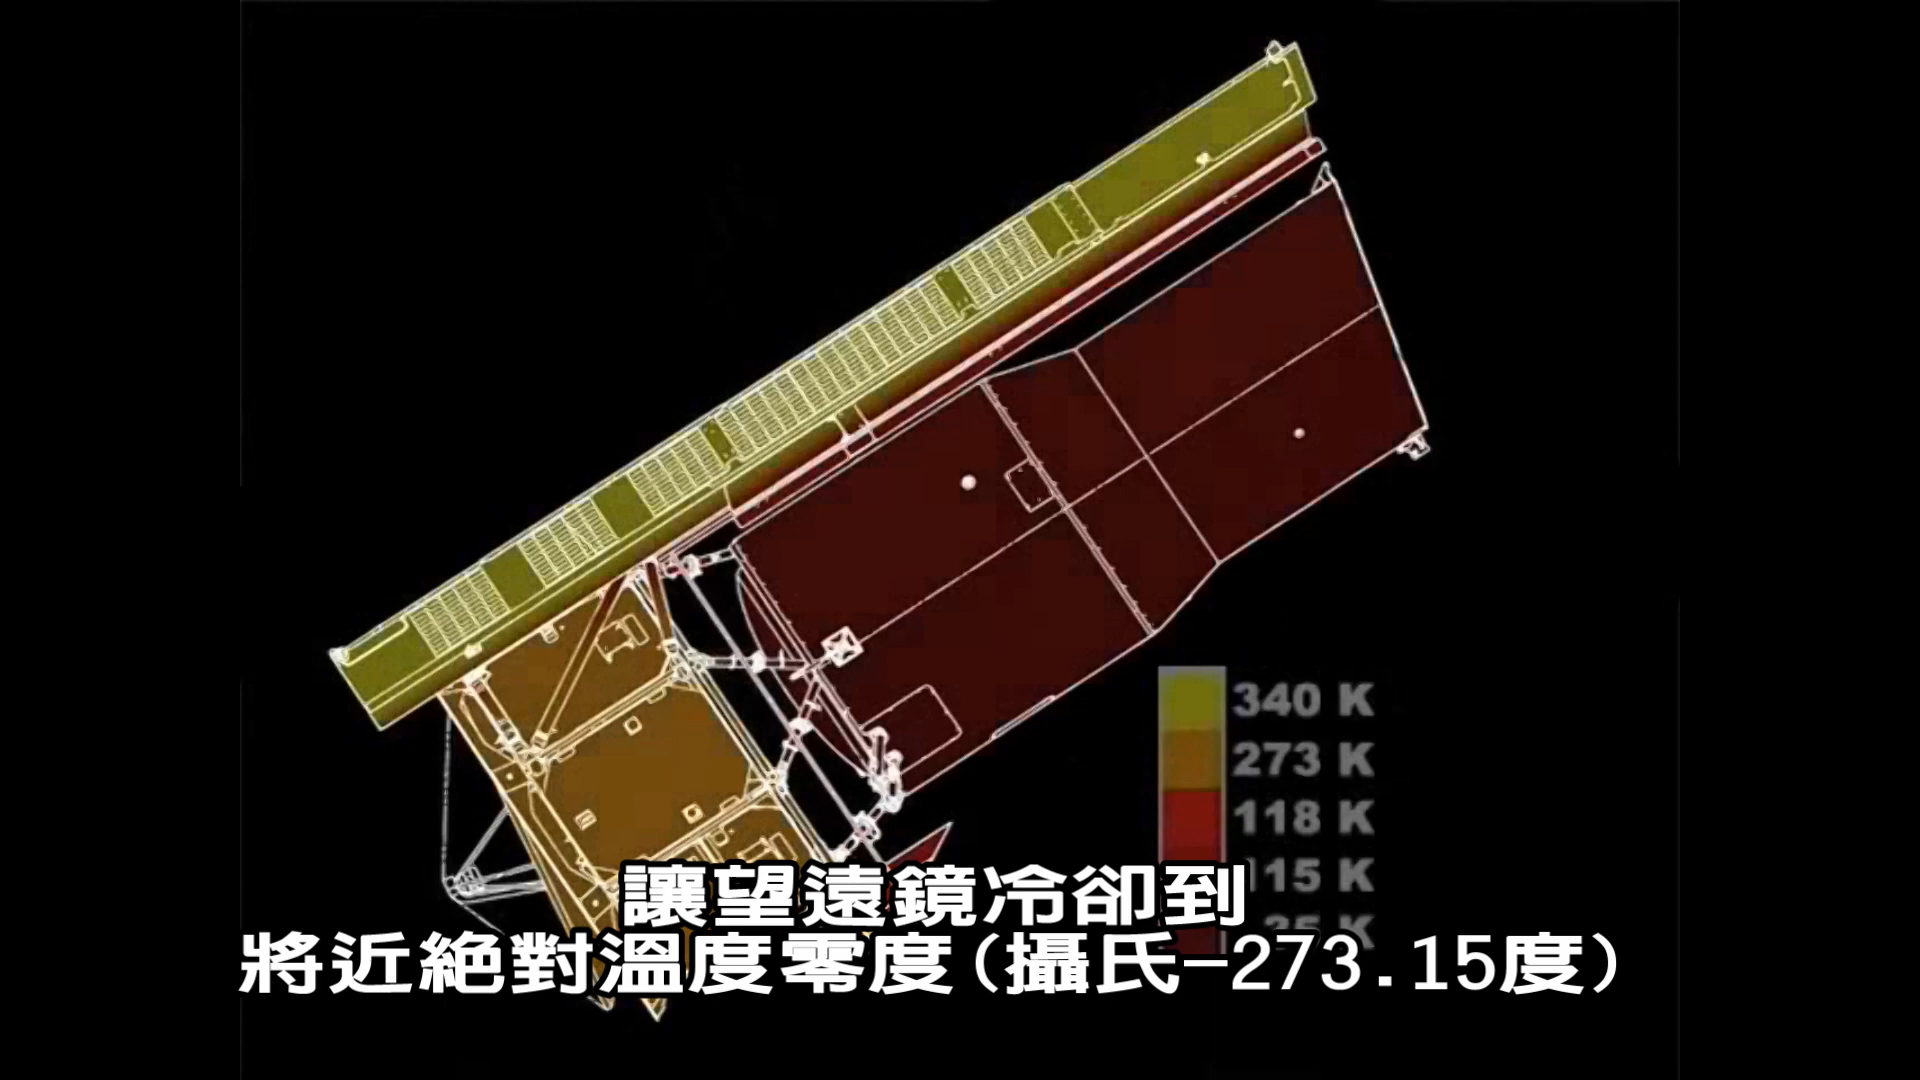 340 K
273 K
118 K
115 K
讓望遠鏡冷卻到
將近絕對溫度零度(攝氏-273.15度)